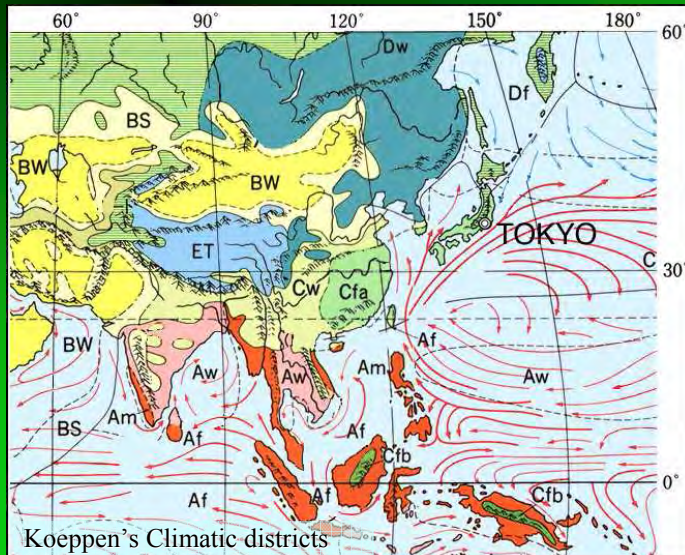 60° 90° 120° 150° 180°
60°
Dw
Df
BS
BW
BW
TOKYO
ET
30°
C
Cw
Cfa
BW
Af
Am
Aw
Aw
Aw
Am
BS
Af
Af
Cfb
Af
Af
Cfb
0°
Koeppen's Climatic districts